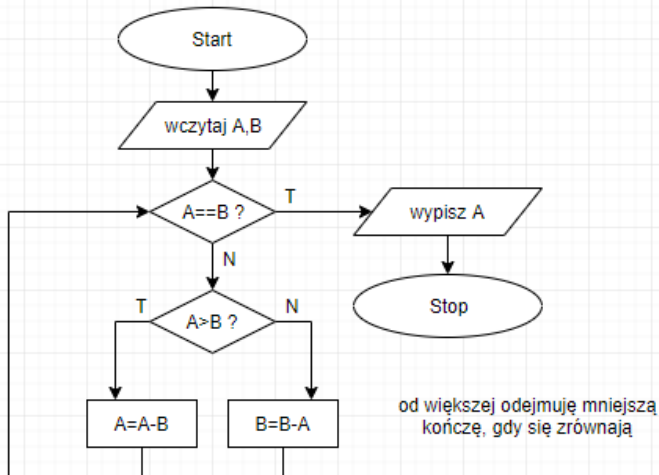 Start
wczytaj A,B
A==B ?
T
wypisz A
N
Stop
A>B ?
T
N
A=A-B
B=B-A
od większej odejmuję mniejszą
kończę, gdy się zrównają